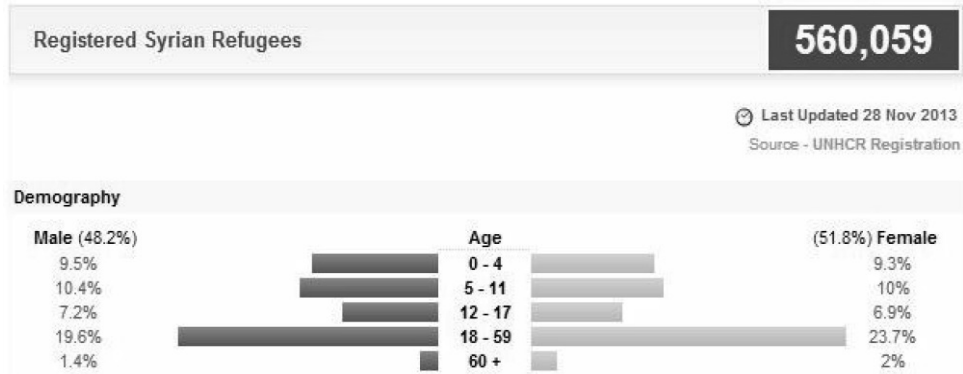 Registered Syrian Refugees 560,059
Last Updated 28 Nov 2013
Source - UNHCR Registration
Demography
Male (48.2%) Age (51.8%) Female
9.5% 0 - 4 9.3%
10.4% 5 - 11 10%
7.2% 12 - 17 6.9%
19.6% 18 - 59 23.7%
1.4% 60 + 2%